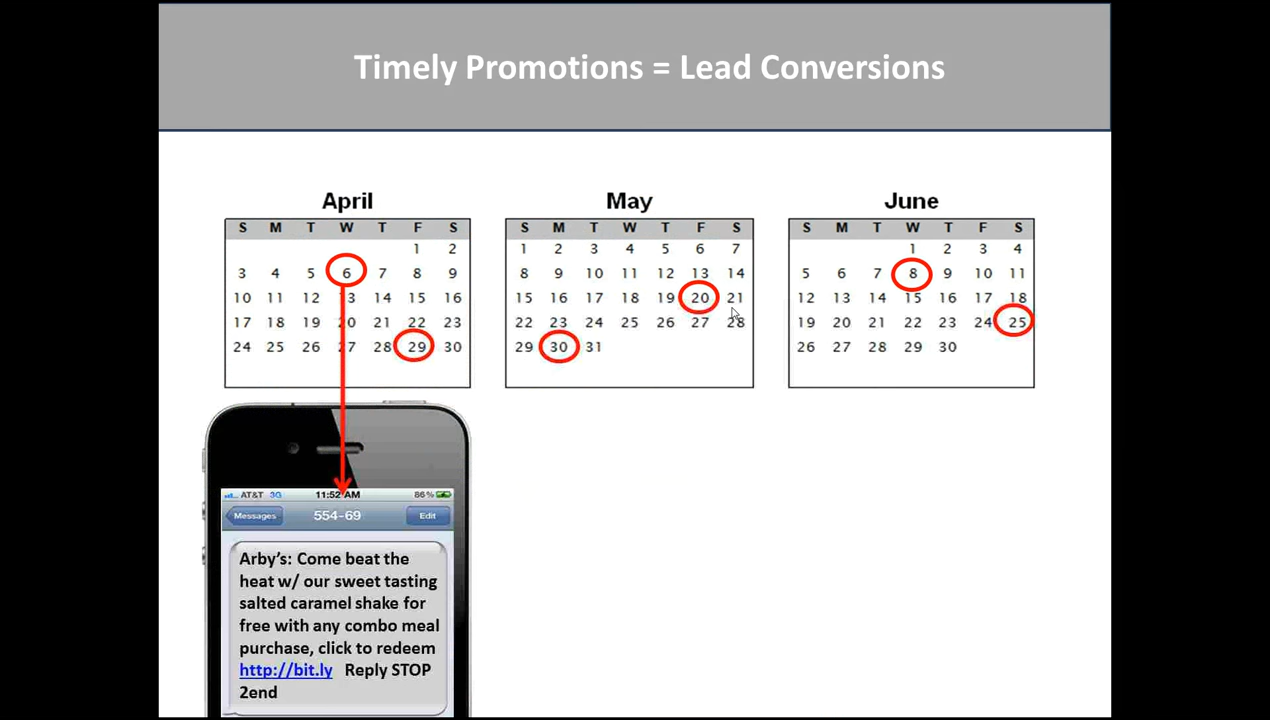 Timely Promotions = Lead Conversions
April
S M T W T F S
1 2
3 4 5 6 7 8 9
10 11 12 13 14 15 16
17 18 19 20 21 22 23
24 25 26 27 28 29 30
May
S M T W T F S
1 2 3 4 5 6 7
8 9 10 11 12 13 14
15 16 17 18 19 20 21
22 23 24 25 26 27 28
29 30 31
June
S M T W T F S
1 2 3 4
5 6 7 8 9 10 11
12 13 14 15 16 17 18
19 20 21 22 23 24 25
26 27 28 29 30
AT&T 3G 11:52 AM 86%
Messages 554-69 Edit
Arby's: Come beat the
heat w/ our sweet tasting
salted caramel shake for
free with any combo meal
purchase, click to redeem
http://bit.ly Reply STOP
2end